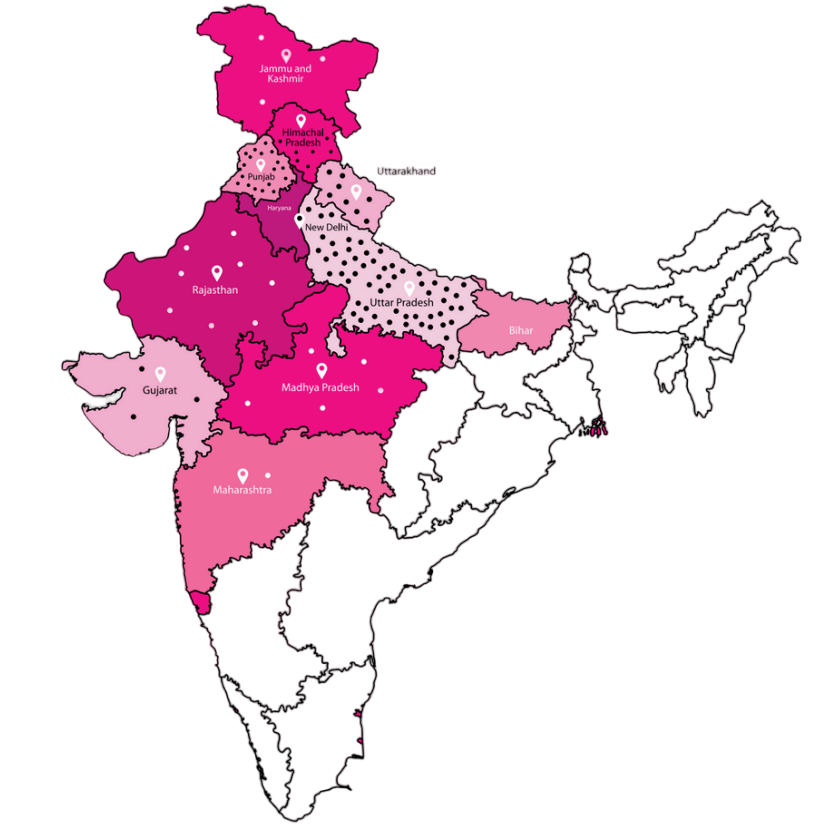 Jammu and
Kashmir
Himachal
Pradesh
Punjab
Uttarakhand
Haryana
New Delhi
Rajasthan
Uttar Pradesh
Bihar
Gujarat
Madhya Pradesh
Maharashtra